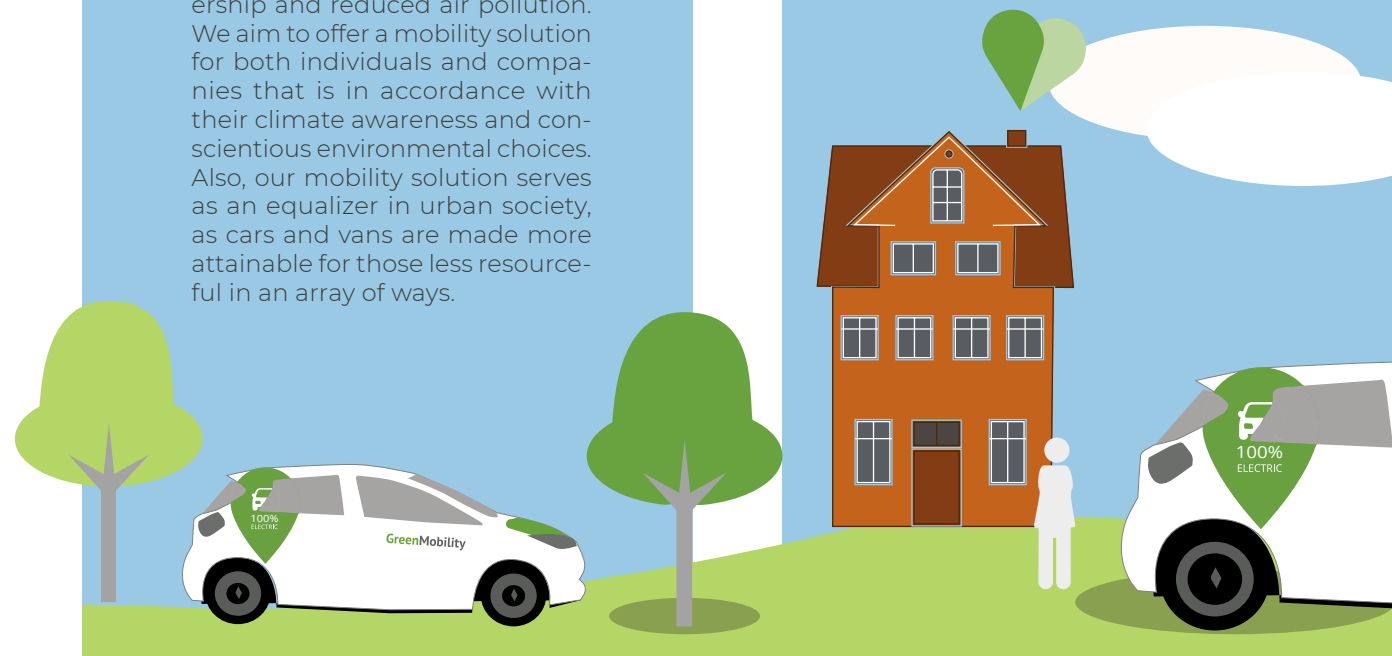 ership and reduced air pollution.
We aim to offer a mobility solution
for both individuals and compa-
nies that is in accordance with
their climate awareness and con-
scientious environmental choices.
Also, our mobility solution serves
as an equalizer in urban society,
as cars and vans are made more
attainable for those less resource-
ful in an array of ways.
100%
ELECTRIC
100%
ELECTRIC
GreenMobility